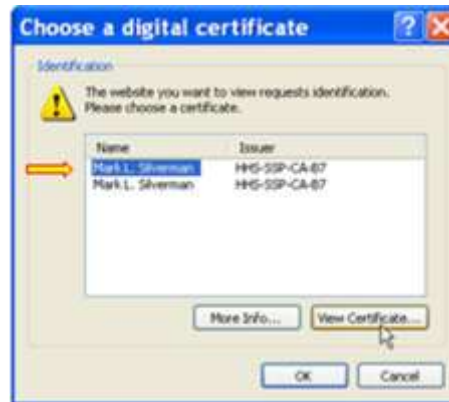 Choose a digital certificate
Identification
The website you want to view requests identification.
Please choose a certificate.
Name Issuer
Mark L. Silverman HHS-SSP-CA-B7
Mark L. Silverman HHS-SSP-CA-B7
More Info... View Certificate...
OK Cancel